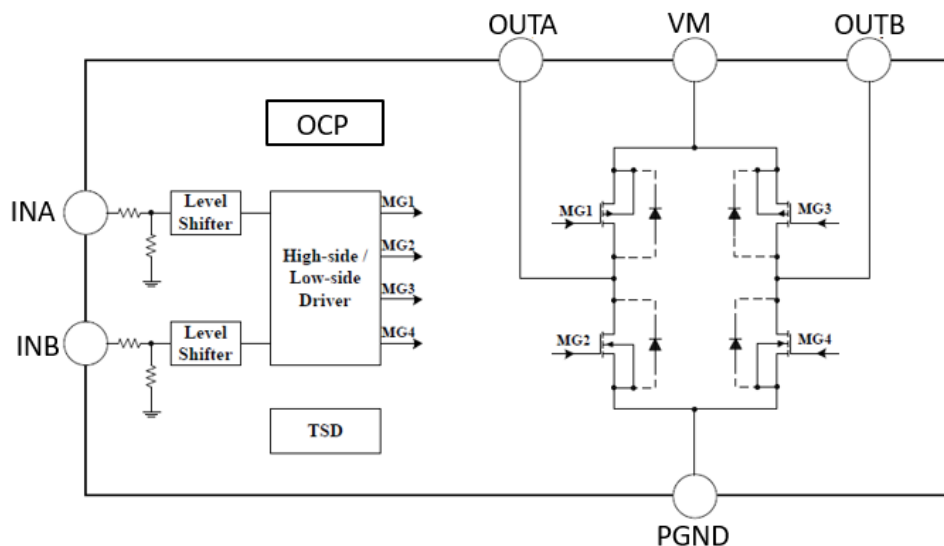 OUTA
VM
OUTB
OCP
INA
Level
Shifter
High-side /
Low-side
Driver
MG1
MG2
MG3
MG4
INB
Level
Shifter
TSD
MG1
MG3
MG2
MG4
PGND